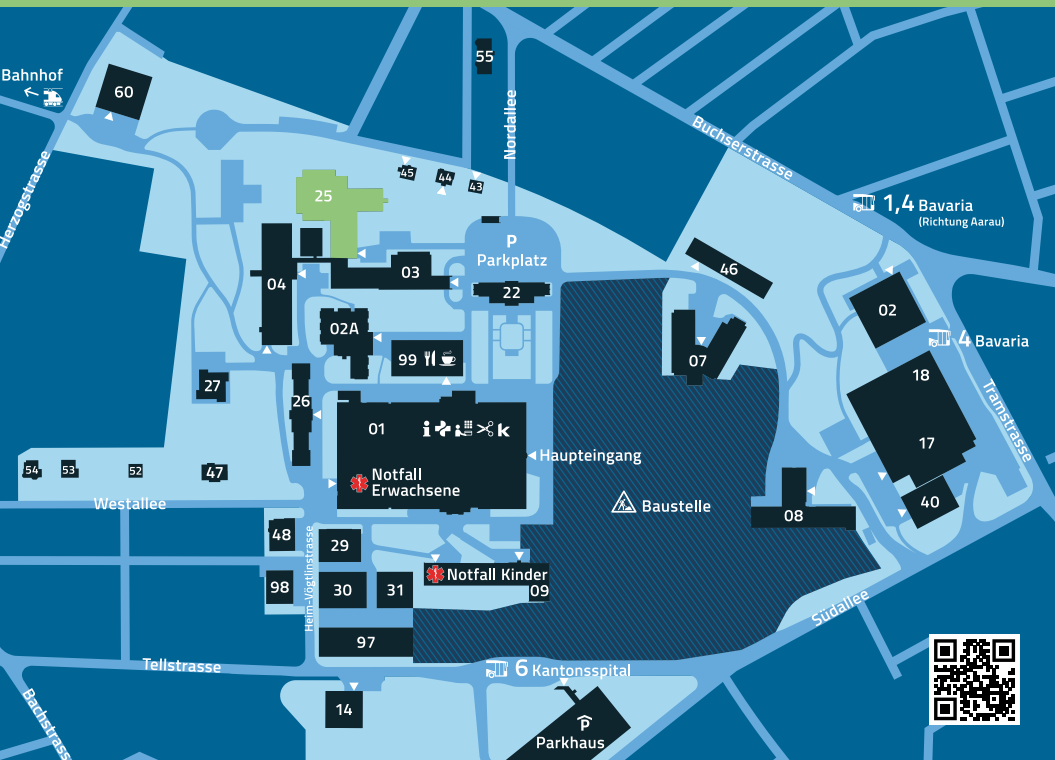 55
Bahnhof
60
Nordallee
Buchserstrasse
Herzogstrasse
45
44
43
25
1,4 Bavaria
(Richtung Aarau)
P
Parkplatz
03
46
04
22
02
02A
4 Bavaria
99
07
18
27
26
Tramstrasse
01
i
k
17
Haupteingang
54
53
52
47
Notfall
Erwachsene
Westallee
Baustelle
40
08
48
29
Heim-Vögtlinstrasse
Notfall Kinder
09
98
30
31
Südallee
97
Tellstrasse
6 Kantonsspital
Bachstrasse
14
P
Parkhaus